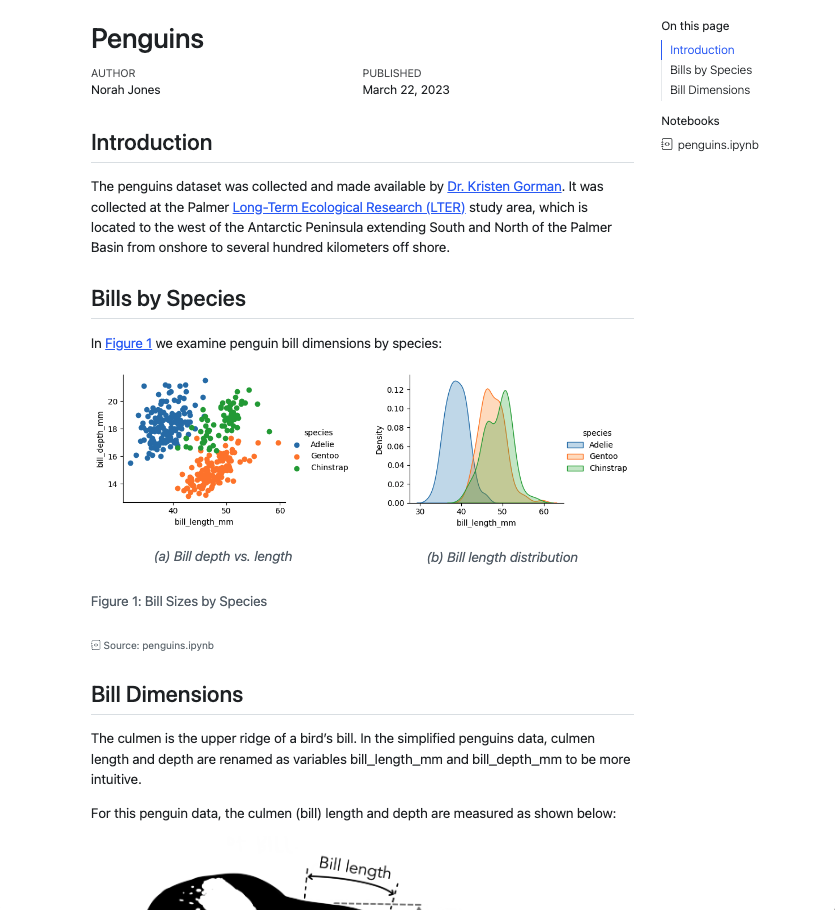 Penguins
AUTHOR
Norah Jones
PUBLISHED
March 22, 2023
Introduction
The penguins dataset was collected and made available by Dr. Kristen Gorman. It was
collected at the Palmer Long-Term Ecological Research (LTER) study area, which is
located to the west of the Antarctic Peninsula extending South and North of the Palmer
Basin from onshore to several hundred kilometers off shore.
Bills by Species
In Figure 1 we examine penguin bill dimensions by species:
bill_depth_mm
20
18
16
14
40
50
60
bill_length_mm
species
Adelie
Gentoo
Chinstrap
(a) Bill depth vs. length
Density
0.12
0.10
0.08
0.06
0.04
0.02
0.00
30
40
50
60
bill_length_mm
species
Adelie
Gentoo
Chinstrap
(b) Bill length distribution
Figure 1: Bill Sizes by Species
Source: penguins.ipynb
Bill Dimensions
The culmen is the upper ridge of a bird’s bill. In the simplified penguins data, culmen
length and depth are renamed as variables bill_length_mm and bill_depth_mm to be more
intuitive.
For this penguin data, the culmen (bill) length and depth are measured as shown below:
Bill length
On this page
Introduction
Bills by Species
Bill Dimensions
Notebooks
penguins.ipynb